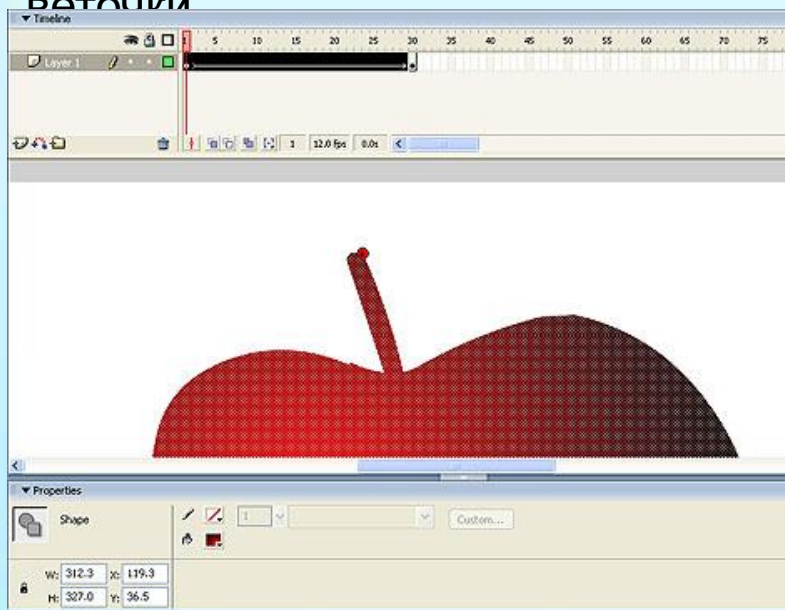 веточки
Timeline
5 10 15 20 25 30 35 40 45 50 55 60 65 70 75
Layer 1
1 12.0 fps 0.0s
Properties
Shape
1
Custom...
W: 312.3 X: 119.3
H: 327.0 Y: 36.5